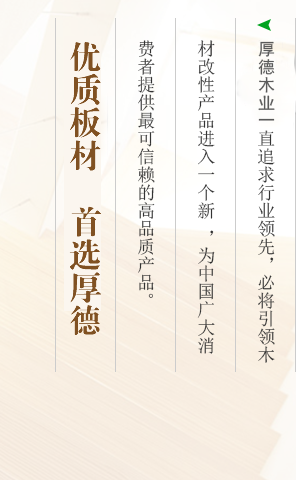 厚德木业一直追求行业领先，必将引领木
材改性产品进入一个新，为中国广大消
费者提供最可信赖的高品质产品。
优质板材 首选厚德